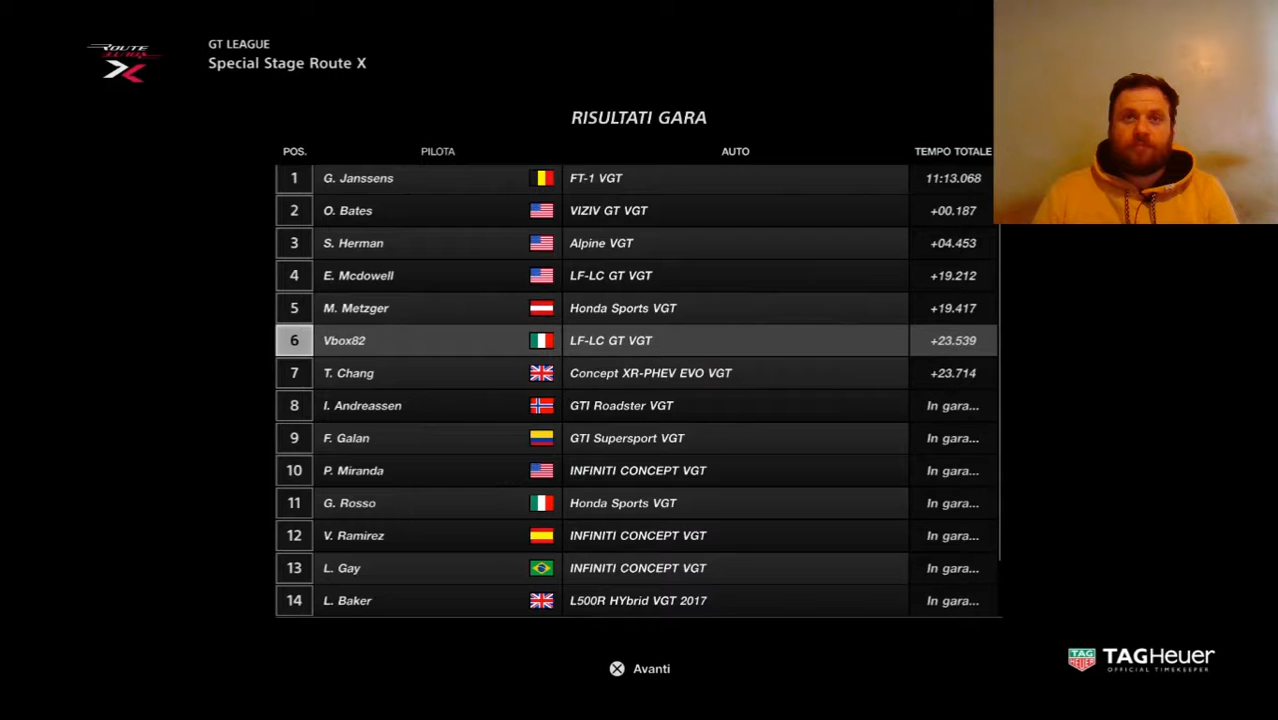 ROUTE
X
GT LEAGUE
Special Stage Route X
RISULTATI GARA
POS. PILOTA AUTO TEMPO TOTALE
1 G. Janssens FT-1 VGT 11:13.068
2 O. Bates VIZIV GT VGT +00.187
3 S. Herman Alpine VGT +04.453
4 E. Mcdowell LF-LC GT VGT +19.212
5 M. Metzger Honda Sports VGT +19.417
6 Vbox82 LF-LC GT VGT +23.539
7 T. Chang Concept XR-PHEV EVO VGT +23.714
8 I. Andreassen GTI Roadster VGT In gara...
9 F. Galan GTI Supersport VGT In gara...
10 P. Miranda INFINITI CONCEPT VGT In gara...
11 G. Rosso Honda Sports VGT In gara...
12 V. Ramirez INFINITI CONCEPT VGT In gara...
13 L. Gay INFINITI CONCEPT VGT In gara...
14 L. Baker L500R HYbrid VGT 2017 In gara...
Avanti
TAG HEUER TAGHeuer
OFFICIAL TIMEKEEPER